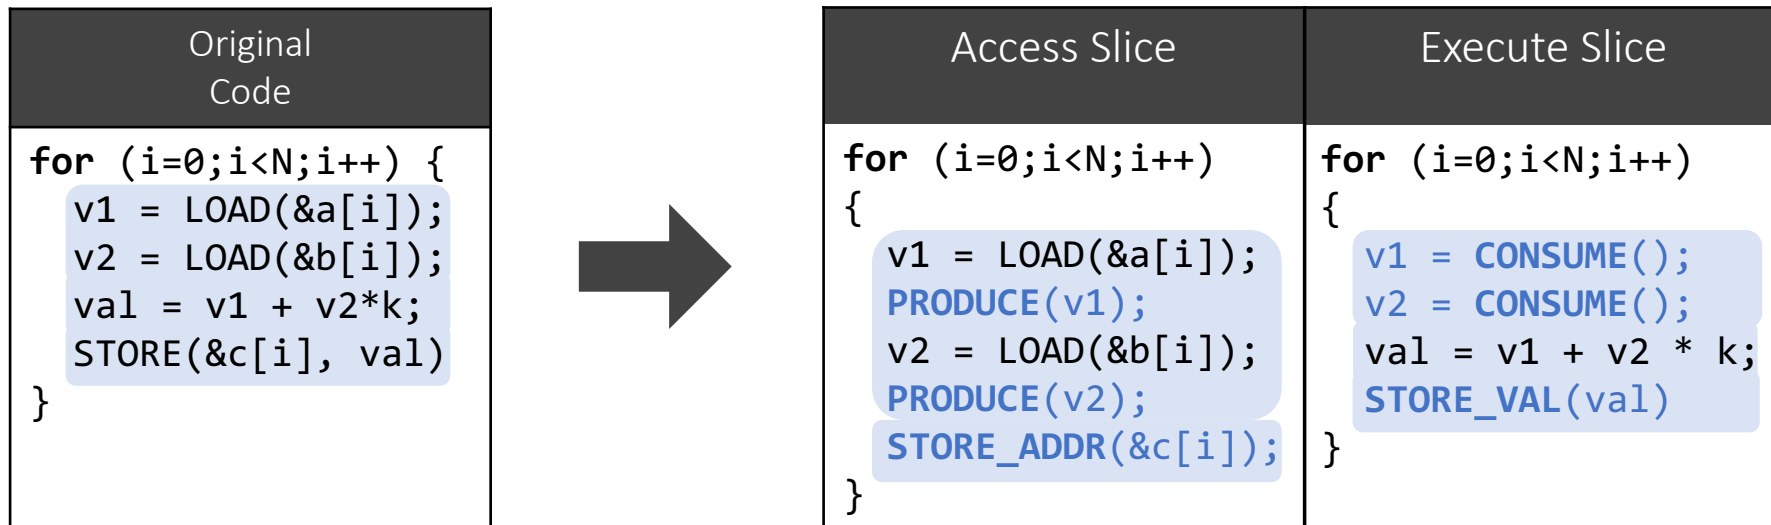 Original
Code
for (i=0;i<N;i++) {
v1 = LOAD(&a[i]);
v2 = LOAD(&b[i]);
val = v1 + v2*k;
STORE(&c[i], val)
}
Access Slice
for (i=0;i<N;i++)
{
v1 = LOAD(&a[i]);
PRODUCE(v1);
v2 = LOAD(&b[i]);
PRODUCE(v2);
STORE_ADDR(&c[i]);
}
Execute Slice
for (i=0;i<N;i++)
{
v1 = CONSUME();
v2 = CONSUME();
val = v1 + v2 * k;
STORE_VAL(val)
}